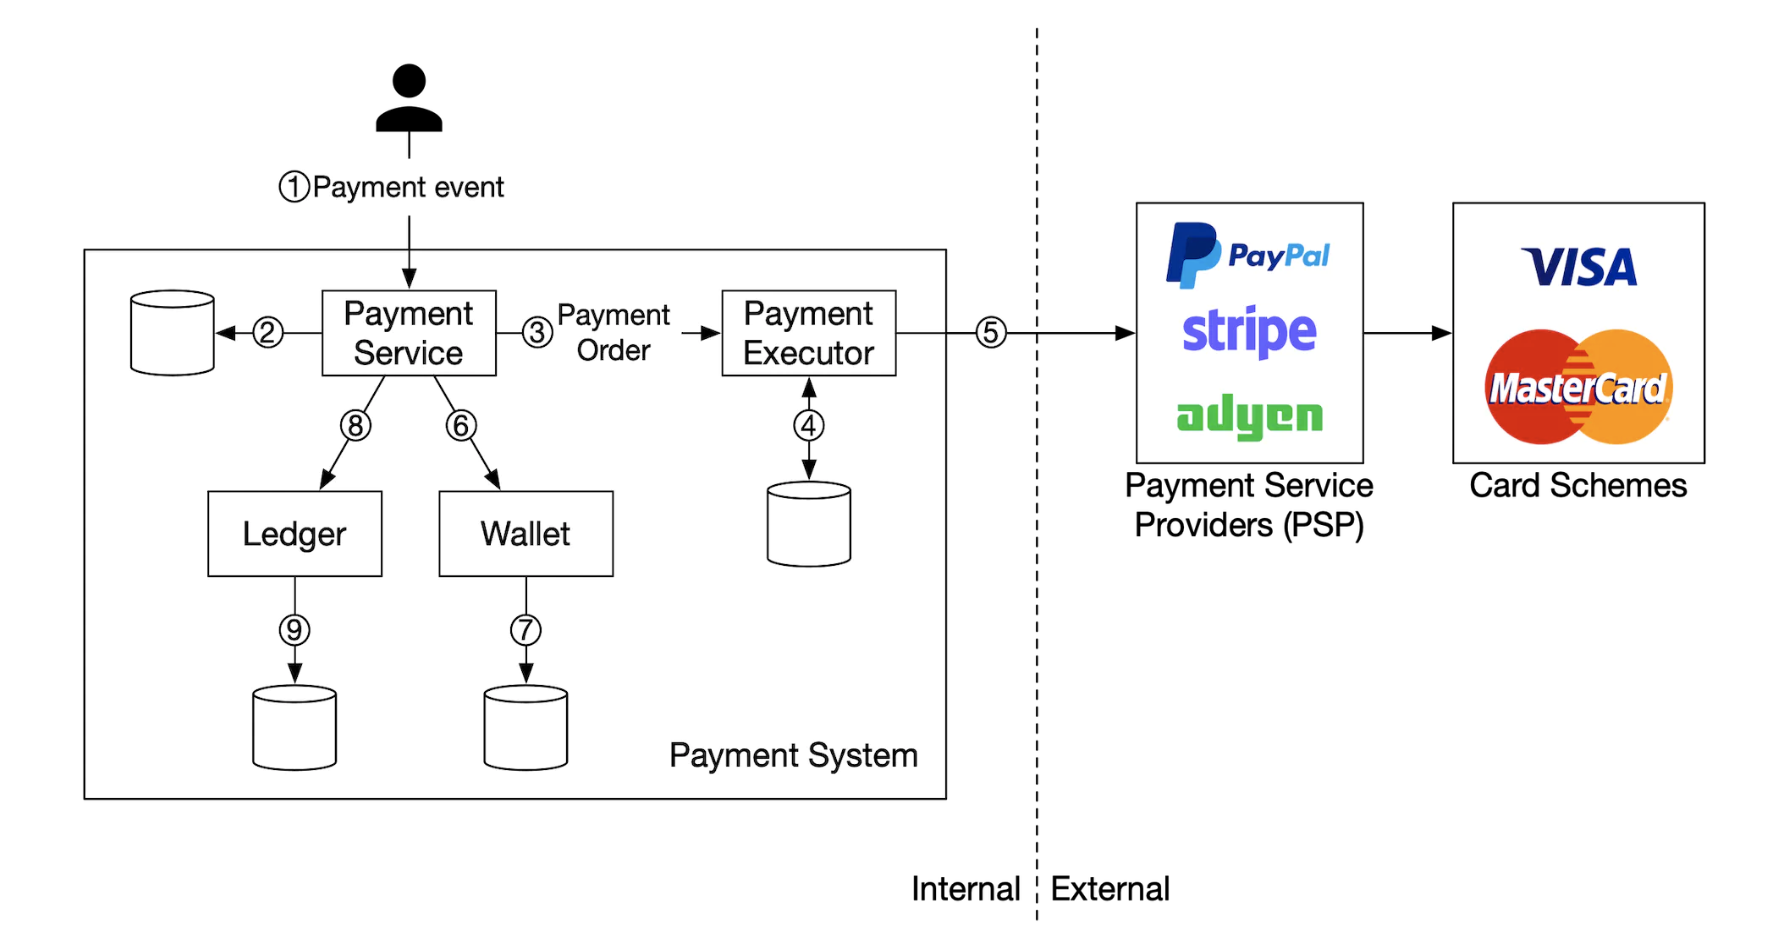 ①Payment event
Payment
Service
②
③
Payment
Order
Payment
Executor
⑤
PayPal
stripe
adyen
VISA
MasterCard
⑧
⑥
④
Payment Service
Providers (PSP)
Card Schemes
Ledger
Wallet
⑨
⑦
Payment System
Internal
External